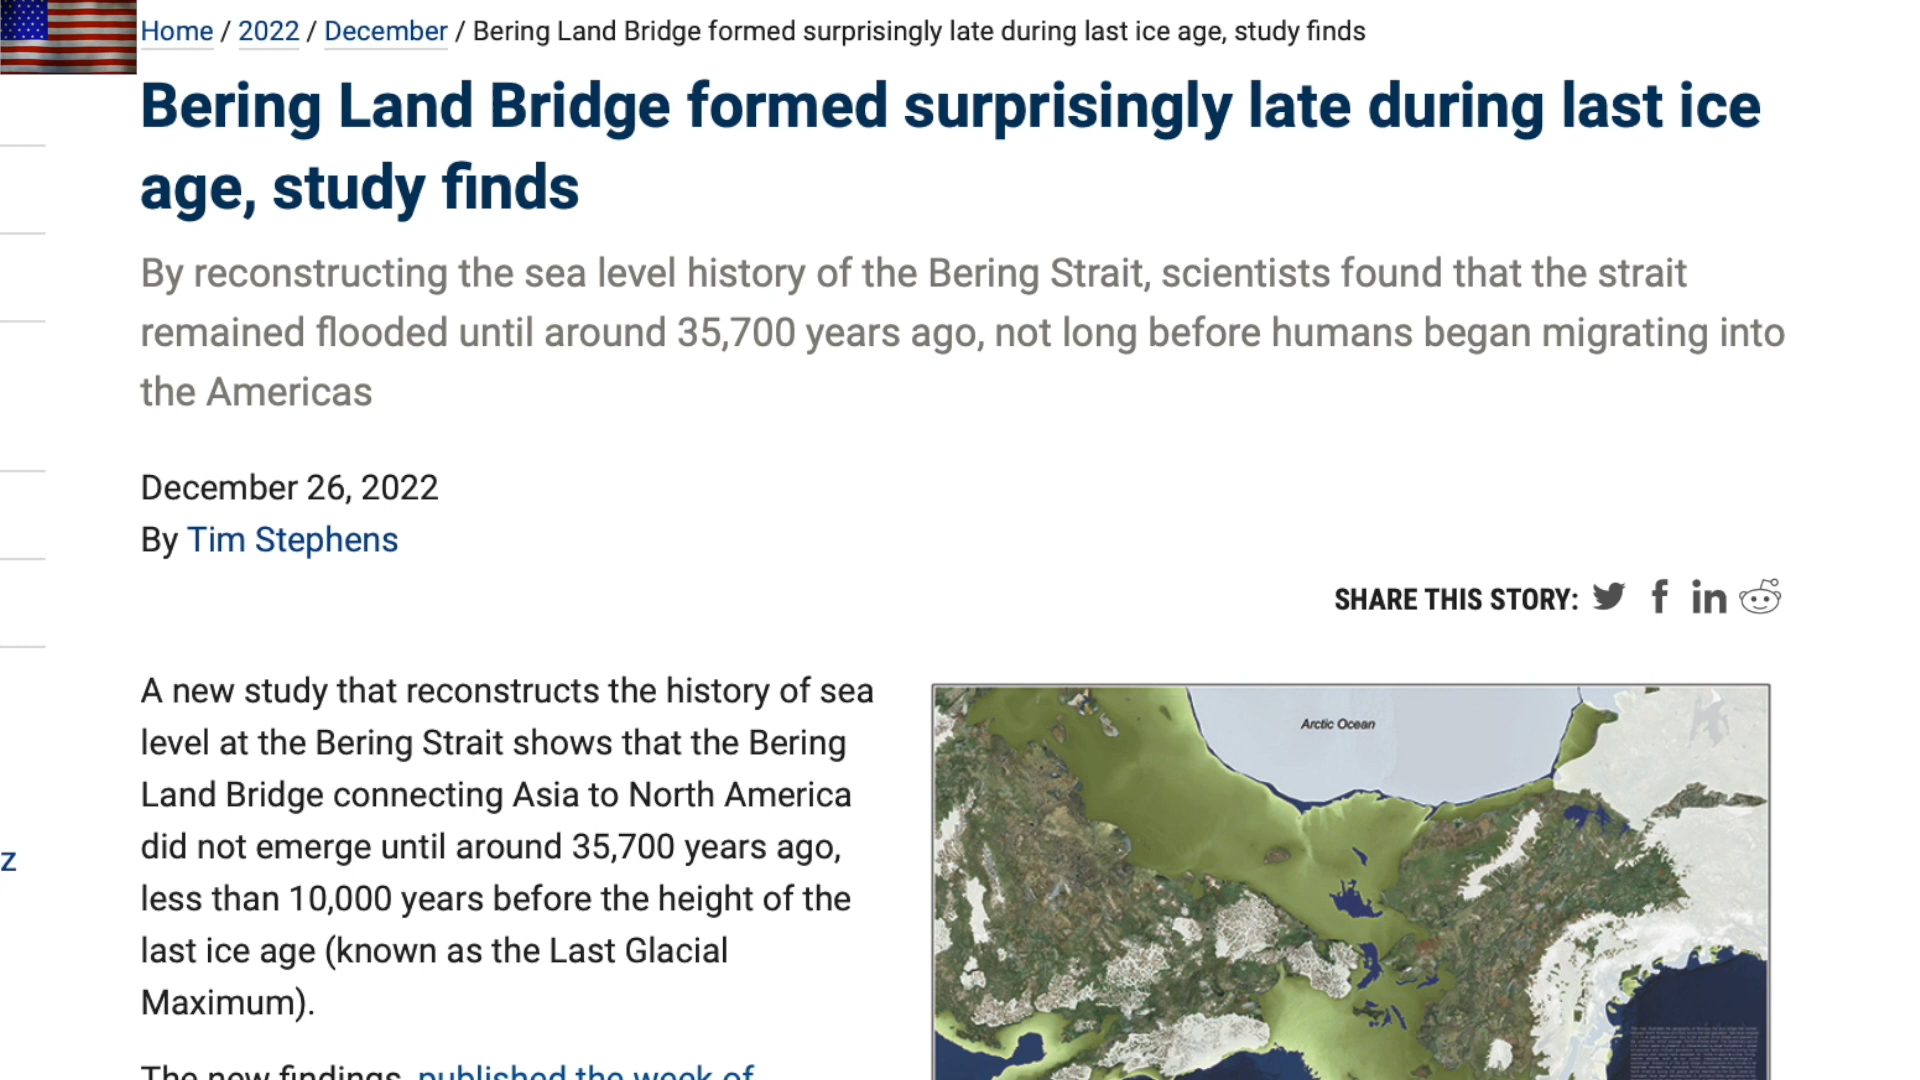 Home / 2022 / December / Bering Land Bridge formed surprisingly late during last ice age, study finds
Bering Land Bridge formed surprisingly late during last ice
age, study finds
By reconstructing the sea level history of the Bering Strait, scientists found that the strait
remained flooded until around 35,700 years ago, not long before humans began migrating into
the Americas
December 26, 2022
By Tim Stephens
SHARE THIS STORY:
A new study that reconstructs the history of sea
level at the Bering Strait shows that the Bering
Land Bridge connecting Asia to North America
did not emerge until around 35,700 years ago,
less than 10,000 years before the height of the
last ice age (known as the Last Glacial
Maximum).
The new findings, published the week of
Arctic Ocean
z